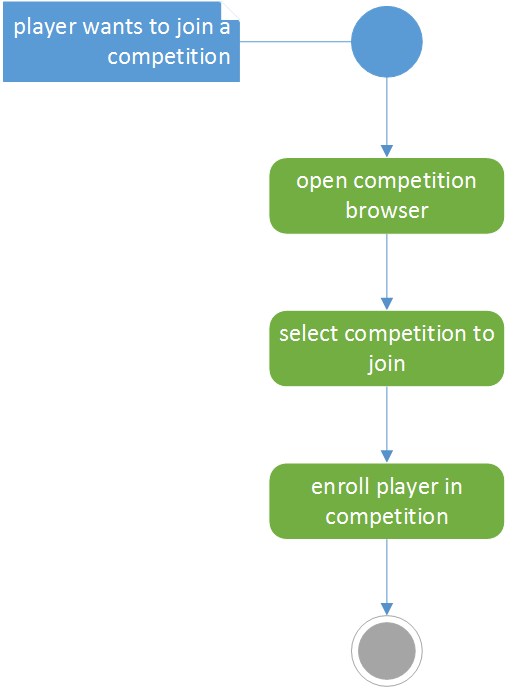 player wants to join a
competition
open competition
browser
select competition to
join
enroll player in
competition